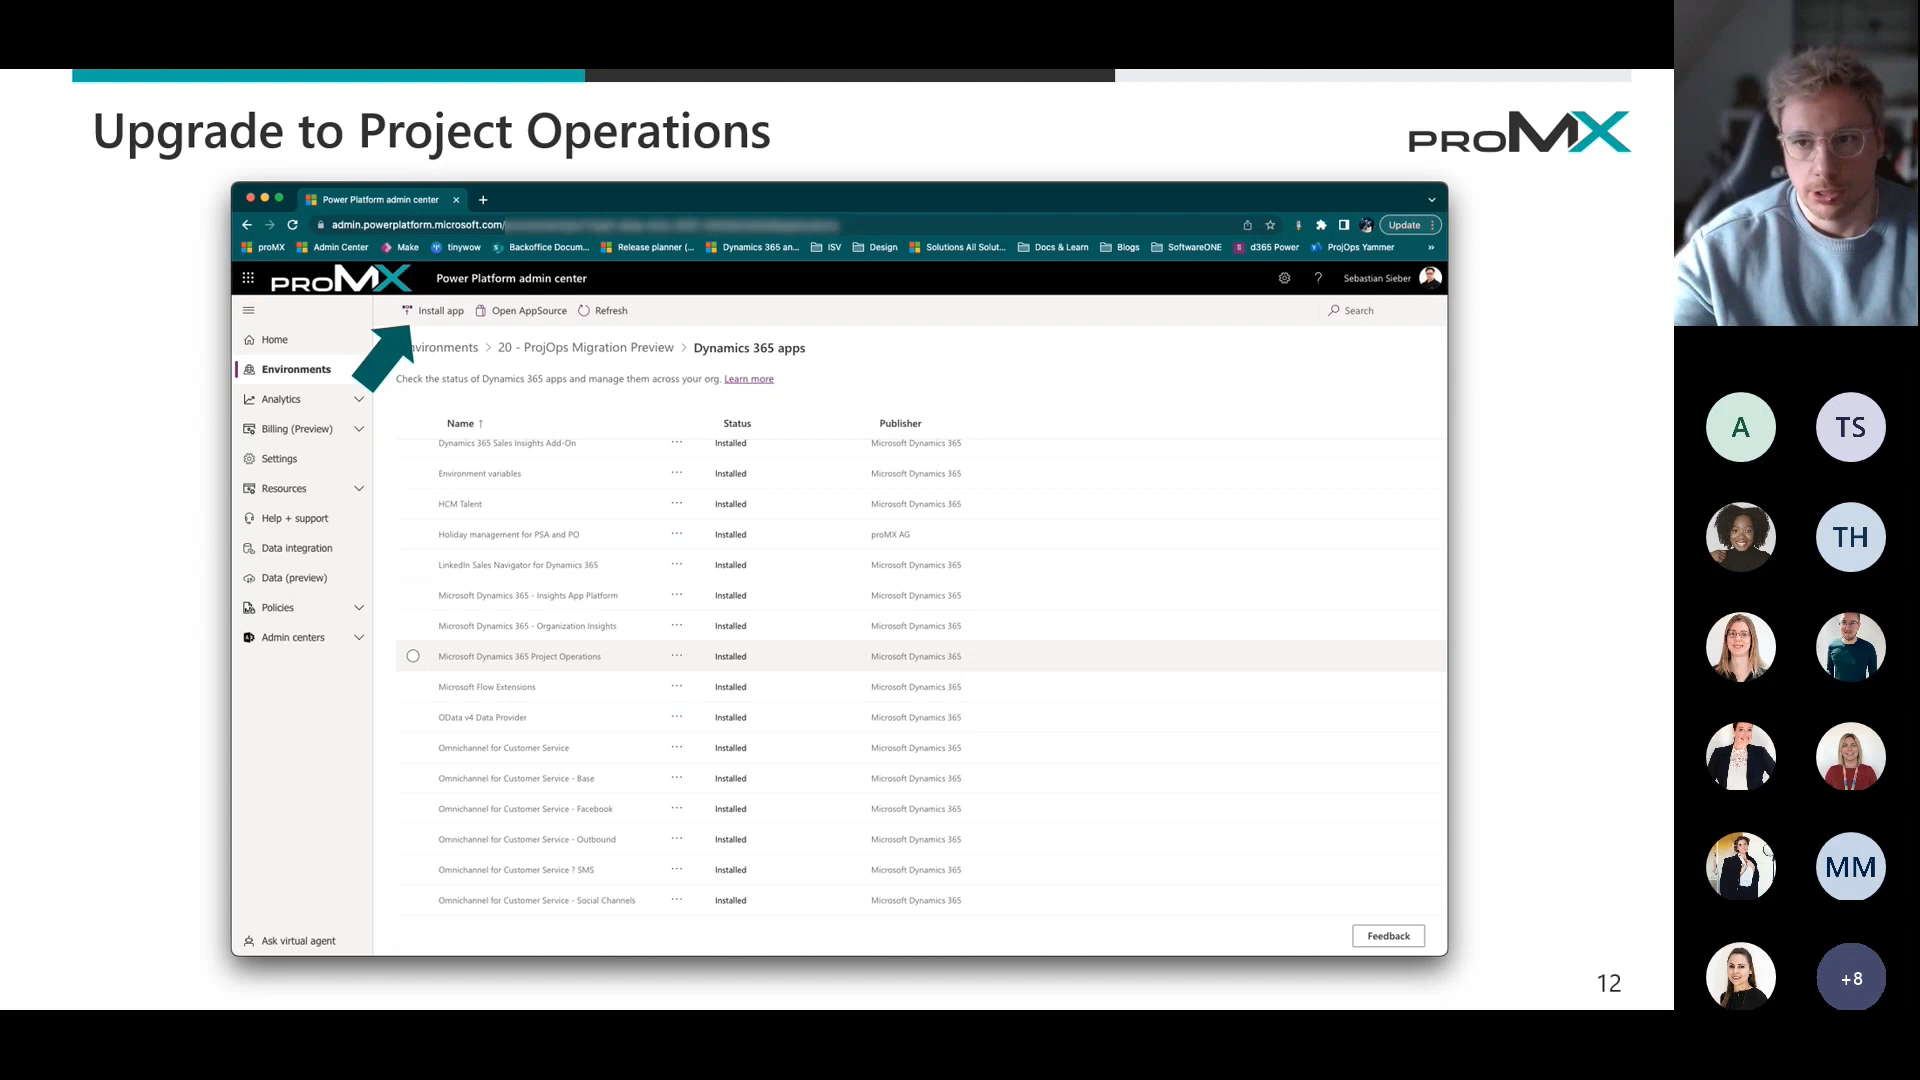 Upgrade to Project Operations
PROMX
Power Platform admin center
admin.powerplatform.microsoft.com/
Update
proMX
Admin Center
Make
tinywow
Backoffice Docum...
Release planner (...
Dynamics 365 an...
ISV
Design
Solutions All Solut...
Docs & Learn
Blogs
SoftwareONE
d365 Power
ProjOps Yammer
»
PROMX
Power Platform admin center
?
Sebastian Sieber
Install app
Open AppSource
Refresh
Search
Home
Environments
Analytics
Billing (Preview)
Settings
Resources
Help + support
Data integration
Data (preview)
Policies
Admin centers
Ask virtual agent
nvironments > 20 - ProjOps Migration Preview > Dynamics 365 apps
Check the status of Dynamics 365 apps and manage them across your org. Learn more
Name ↑ Status Publisher
Dynamics 365 Sales Insights Add-On ... Installed Microsoft Dynamics 365
Environment variables ... Installed Microsoft Dynamics 365
HCM Talent ... Installed Microsoft Dynamics 365
Holiday management for PSA and PO ... Installed proMX AG
LinkedIn Sales Navigator for Dynamics 365 ... Installed Microsoft Dynamics 365
Microsoft Dynamics 365 - Insights App Platform ... Installed Microsoft Dynamics 365
Microsoft Dynamics 365 - Organization Insights ... Installed Microsoft Dynamics 365
Microsoft Dynamics 365 Project Operations ... Installed Microsoft Dynamics 365
Microsoft Flow Extensions ... Installed Microsoft Dynamics 365
OData v4 Data Provider ... Installed Microsoft Dynamics 365
Omnichannel for Customer Service ... Installed Microsoft Dynamics 365
Omnichannel for Customer Service - Base ... Installed Microsoft Dynamics 365
Omnichannel for Customer Service - Facebook ... Installed Microsoft Dynamics 365
Omnichannel for Customer Service - Outbound ... Installed Microsoft Dynamics 365
Omnichannel for Customer Service ? SMS ... Installed Microsoft Dynamics 365
Omnichannel for Customer Service - Social Channels ... Installed Microsoft Dynamics 365
Feedback
12
A
TS
TH
MM
+8